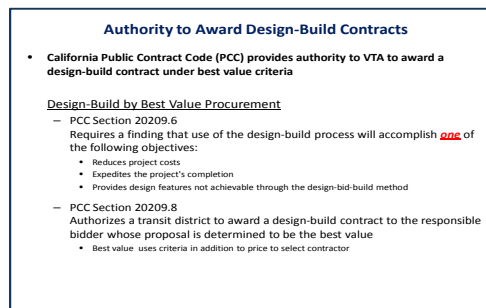 Authority to Award Design-Build Contracts
• California Public Contract Code (PCC) provides authority to VTA to award a
design-build contract under best value criteria
Design-Build by Best Value Procurement
– PCC Section 20209.6
Requires a finding that use of the design-build process will accomplish one of
the following objectives:
• Reduces project costs
• Expedites the project's completion
• Provides design features not achievable through the design-bid-build method
– PCC Section 20209.8
Authorizes a transit district to award a design-build contract to the responsible
bidder whose proposal is determined to be the best value
• Best value uses criteria in addition to price to select contractor